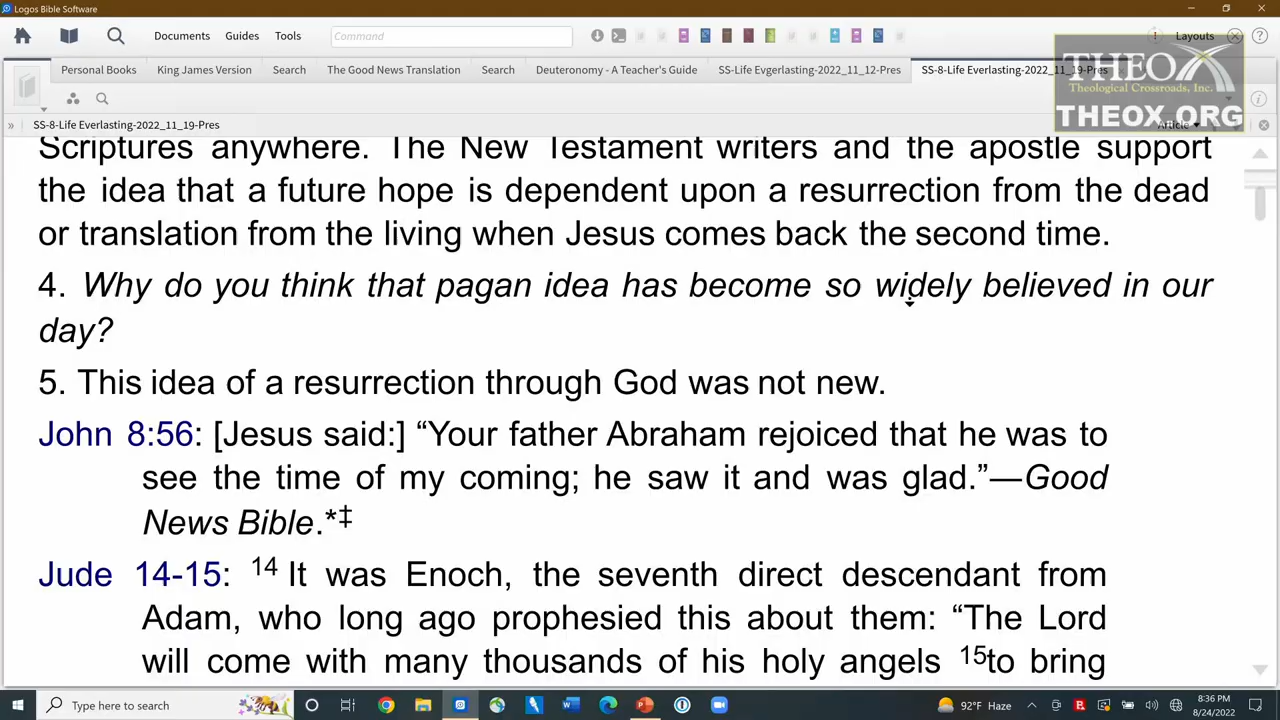 Logos Bible Software
Documents Guides Tools Command Layouts
Personal Books King James Version Search Search Deuteronomy - A Teacher's Guide SS-Life Evgerlasting-2022_11_12-Pres SS-8-Life Everlasting-2022_11_19-Pres
THEOX
Theological Crossroads, Inc.
THEOX.ORG
SS-8-Life Everlasting-2022_11_19-Pres Article
Scriptures anywhere. The New Testament writers and the apostle support
the idea that a future hope is dependent upon a resurrection from the dead
or translation from the living when Jesus comes back the second time.
4. Why do you think that pagan idea has become so widely believed in our
day?
5. This idea of a resurrection through God was not new.
John 8:56: [Jesus said:] “Your father Abraham rejoiced that he was to
see the time of my coming; he saw it and was glad.”—Good
News Bible.*‡
Jude 14-15: 14 It was Enoch, the seventh direct descendant from
Adam, who long ago prophesied this about them: “The Lord
will come with many thousands of his holy angels 15to bring
Type here to search 92°F Haze 8:36 PM
8/24/2022